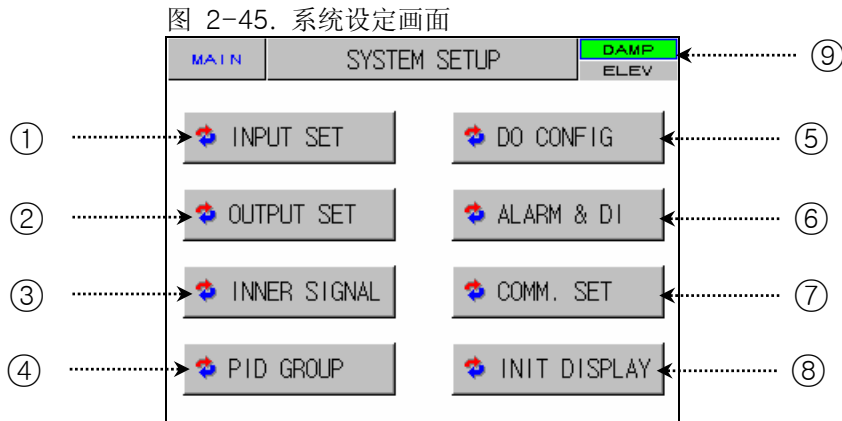 图 2-45. 系统设定画面
MAIN SYSTEM SETUP DAMP ⑨
ELEV
① INPUT SET DO CONFIG ⑤
② OUTPUT SET ALARM & DI ⑥
③ INNER SIGNAL COMM. SET ⑦
④ PID GROUP INIT DISPLAY ⑧